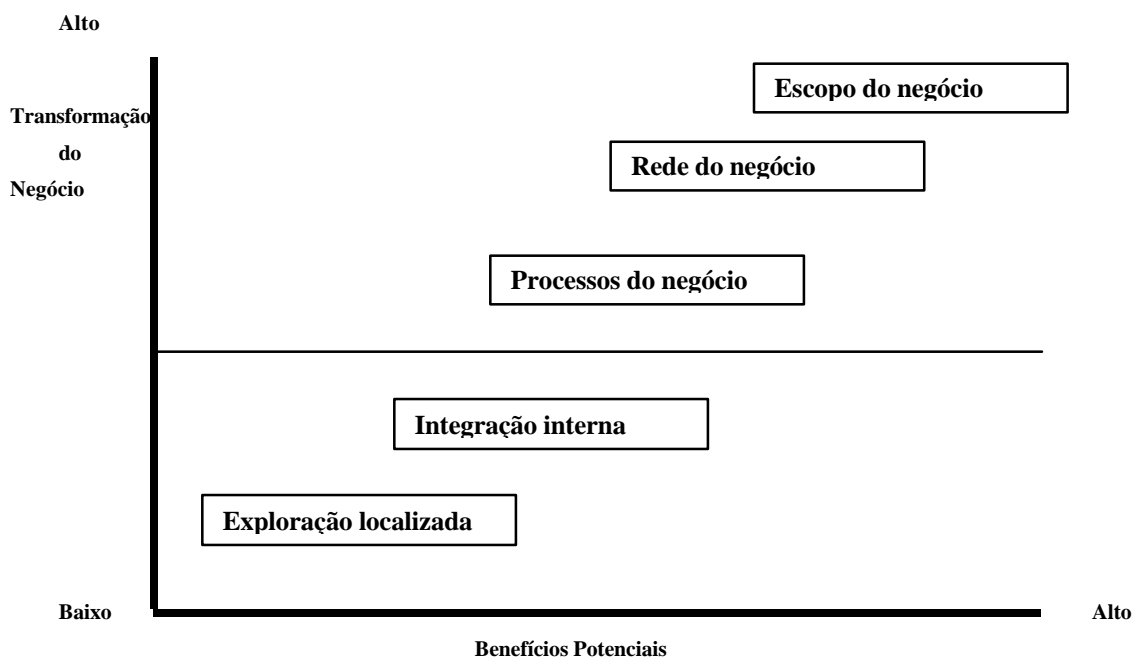 Alto
Escopo do negócio
Transformação
do
Negócio
Rede do negócio
Processos do negócio
Integração interna
Exploração localizada
Baixo
Alto
Benefícios Potenciais